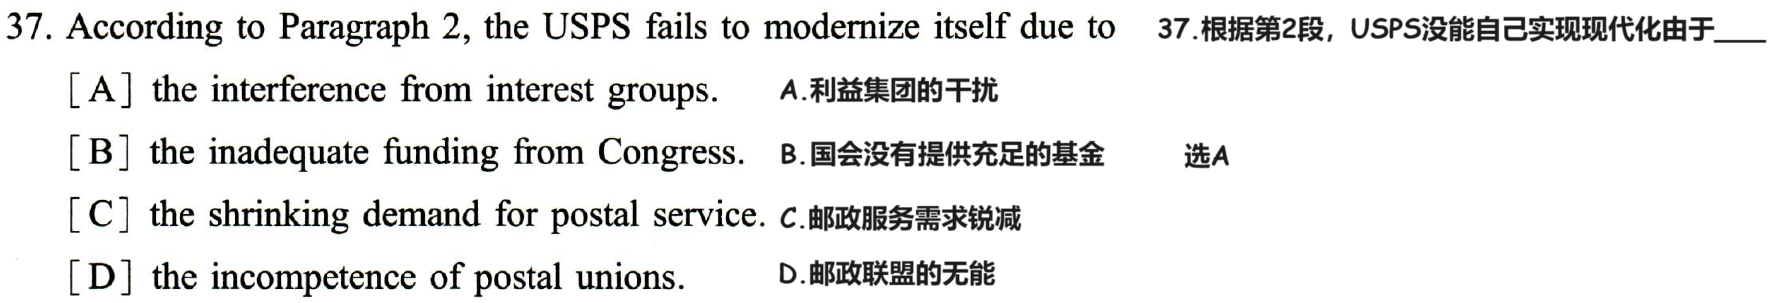 37. According to Paragraph 2, the USPS fails to modernize itself due to 37.根据第2段，USPS没能自己实现现代化由于____
[A] the interference from interest groups. A.利益集团的干扰
[B] the inadequate funding from Congress. B.国会没有提供充足的基金 选A
[C] the shrinking demand for postal service. C.邮政服务需求锐减
[D] the incompetence of postal unions. D.邮政联盟的无能